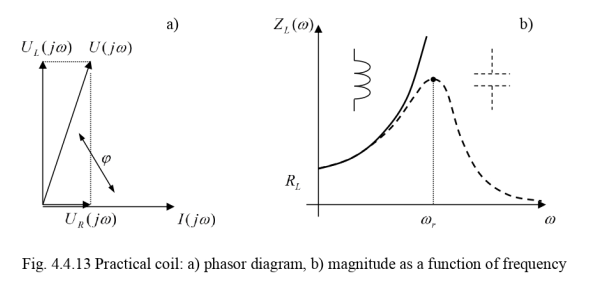 a)
U_L(jω) U(jω)
φ
U_R(jω) I(jω)
Z_L(ω) b)
R_L
ω_r ω
Fig. 4.4.13 Practical coil: a) phasor diagram, b) magnitude as a function of frequency